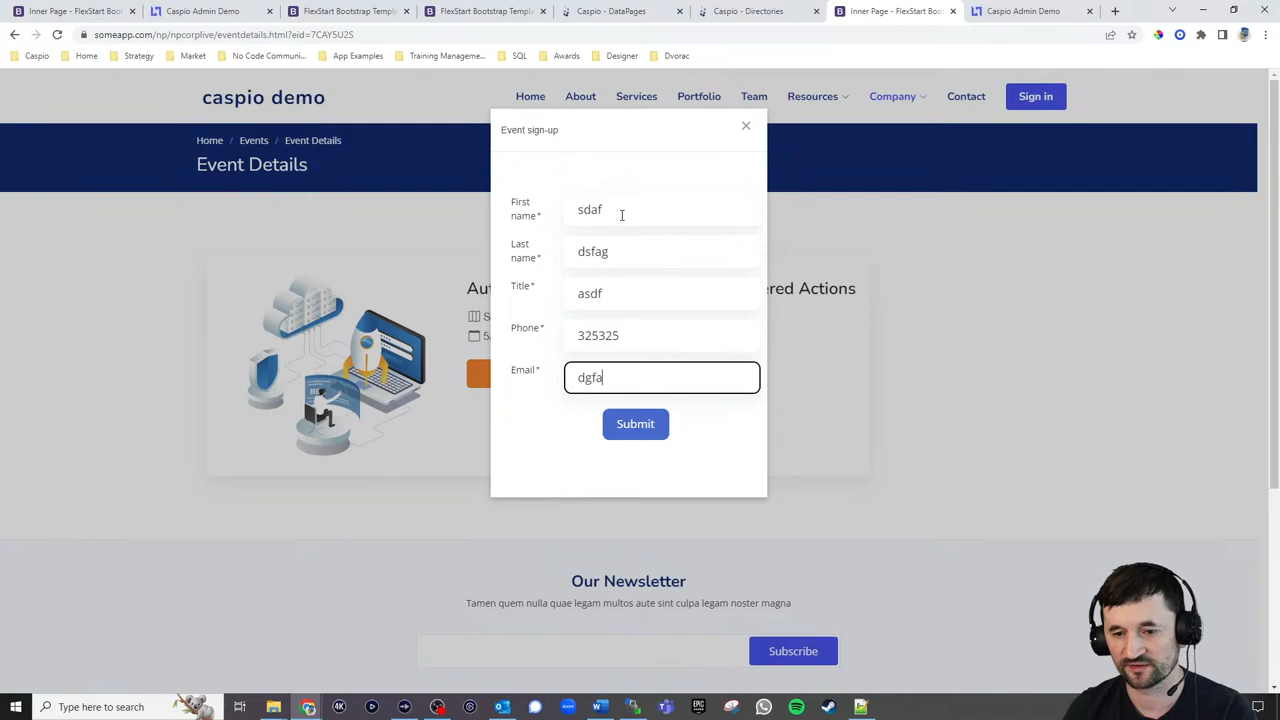 Inner Page - FlexStart Bootstrap
Caspio Admin Demo
FlexStart Bootstrap Templ
FlexStart Bootstrap Templ
Caspio - DataPages
Caspio - Directories
Inner Page - FlexStart Boot
Caspio Admin Demo
someapp.com/np/npcorplive/eventdetails.html?eid=7CAY5U2S
Caspio
Home
Strategy
Market
No Code Communi...
App Examples
Training Manageme...
SQL
Awards
Designer
Dvorac
caspio demo
Home
About
Services
Portfolio
Team
Resources
Company
Contact
Sign in
Home / Events / Event Details
Event Details
Event sign-up
First name*
sdaf
Last name*
dsfag
Title*
asdf
Phone*
325325
Email*
dgfa
Submit
Aut
ered Actions
S
5/
Our Newsletter
Tamen quem nulla quae legam multos aute sint culpa legam noster magna
Subscribe
Type here to search
4K
EPIC